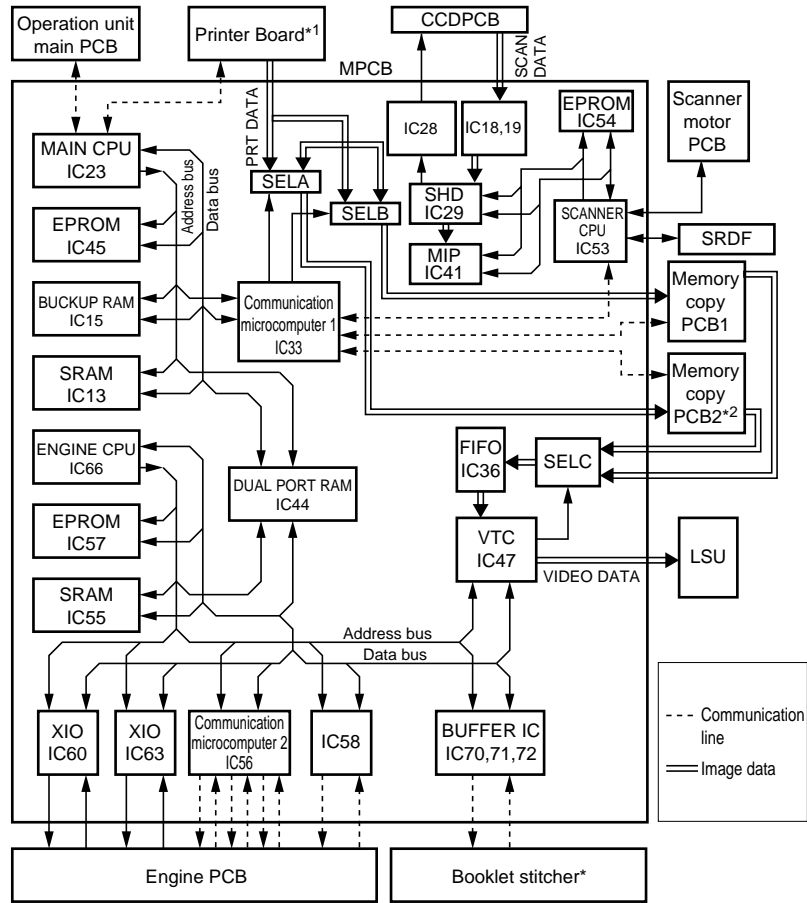 Operation unit
main PCB
Printer Board*1
CCDPCB
MPCB
SCAN
DATA
PRT DATA
MAIN CPU
IC23
Address bus
Data bus
EPROM
IC45
BUCKUP RAM
IC15
SRAM
IC13
ENGINE CPU
IC66
EPROM
IC57
SRAM
IC55
SELA
SELB
IC28
IC18,19
SHD
IC29
MIP
IC41
EPROM
IC54
SCANNER
CPU
IC53
Scanner
motor
PCB
SRDF
Communication
microcomputer 1
IC33
Memory
copy
PCB1
Memory
copy
PCB2*2
DUAL PORT RAM
IC44
FIFO
IC36
SELC
VTC
IC47
VIDEO DATA
LSU
Address bus
Data bus
XIO
IC60
XIO
IC63
Communication
microcomputer 2
IC56
IC58
BUFFER IC
IC70,71,72
Communication
line
Image data
Engine PCB
Booklet stitcher*